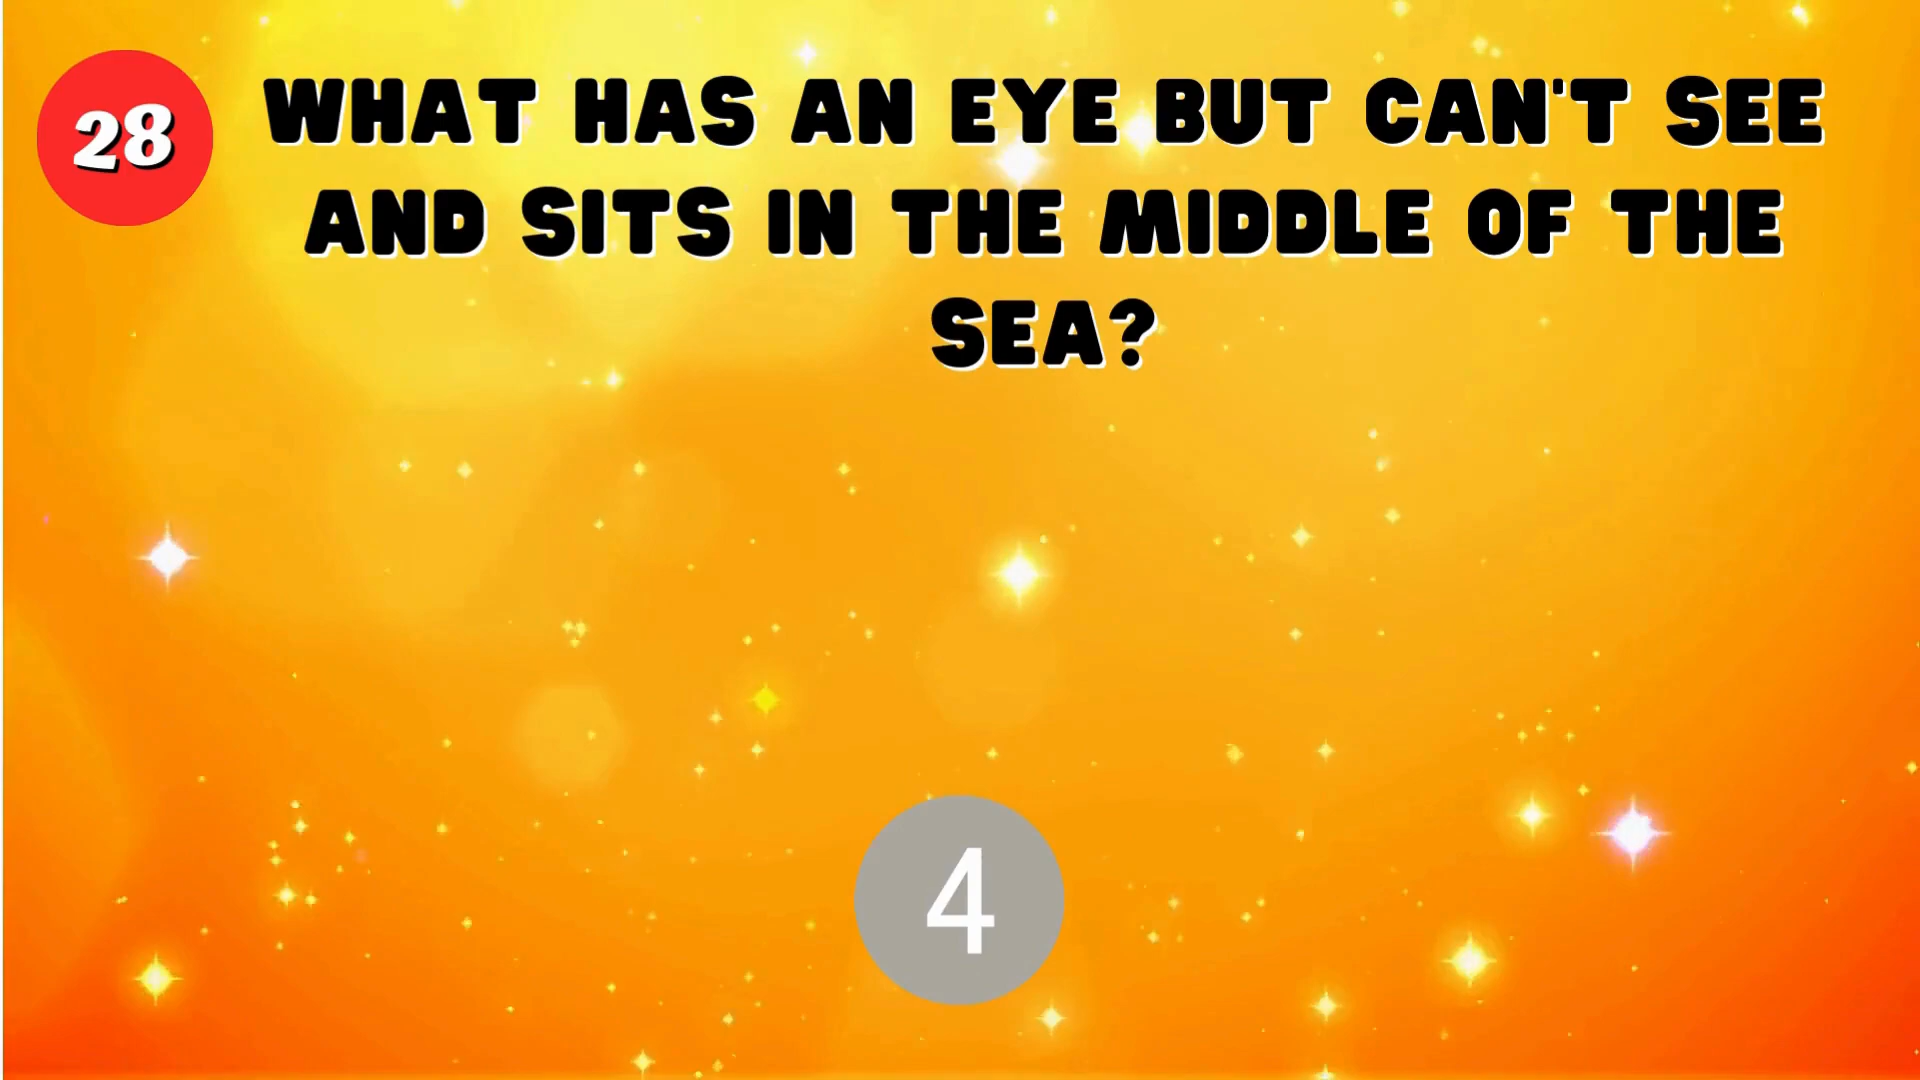 28
WHAT HAS AN EYE BUT CAN'T SEE
AND SITS IN THE MIDDLE OF THE
SEA?
4